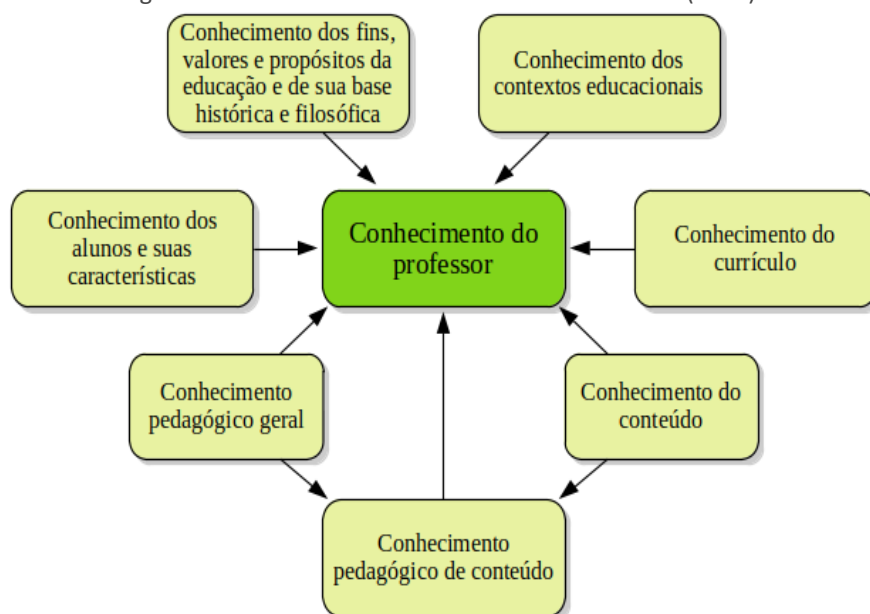 Conhecimento dos fins,
valores e propósitos da
educação e de sua base
histórica e filosófica
Conhecimento dos
contextos educacionais
Conhecimento dos
alunos e suas
características
Conhecimento do
professor
Conhecimento do
currículo
Conhecimento
pedagógico geral
Conhecimento do
conteúdo
Conhecimento
pedagógico de conteúdo